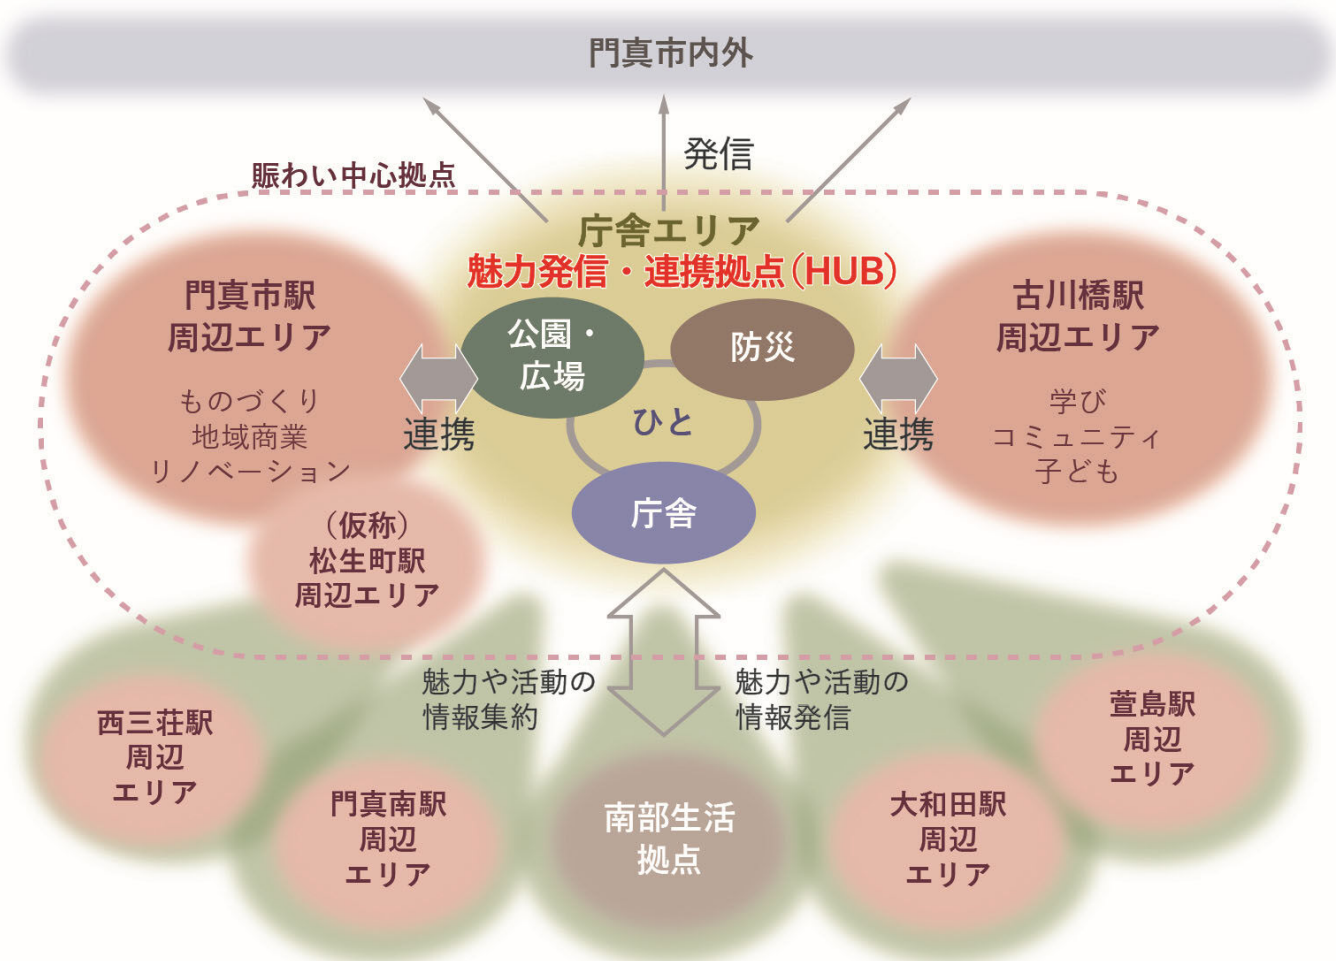 門真市内外
発信
賑わい中心拠点
庁舎エリア
魅力発信・連携拠点(HUB)
門真市駅
周辺エリア
ものづくり
地域商業
リノベーション
連携
公園・
広場
防災
ひと
庁舎
連携
古川橋駅
周辺エリア
学び
コミュニティ
子ども
（仮称）
松生町駅
周辺エリア
魅力や活動の
情報集約
魅力や活動の
情報発信
西三荘駅
周辺
エリア
門真南駅
周辺
エリア
南部生活
拠点
大和田駅
周辺
エリア
萱島駅
周辺
エリア